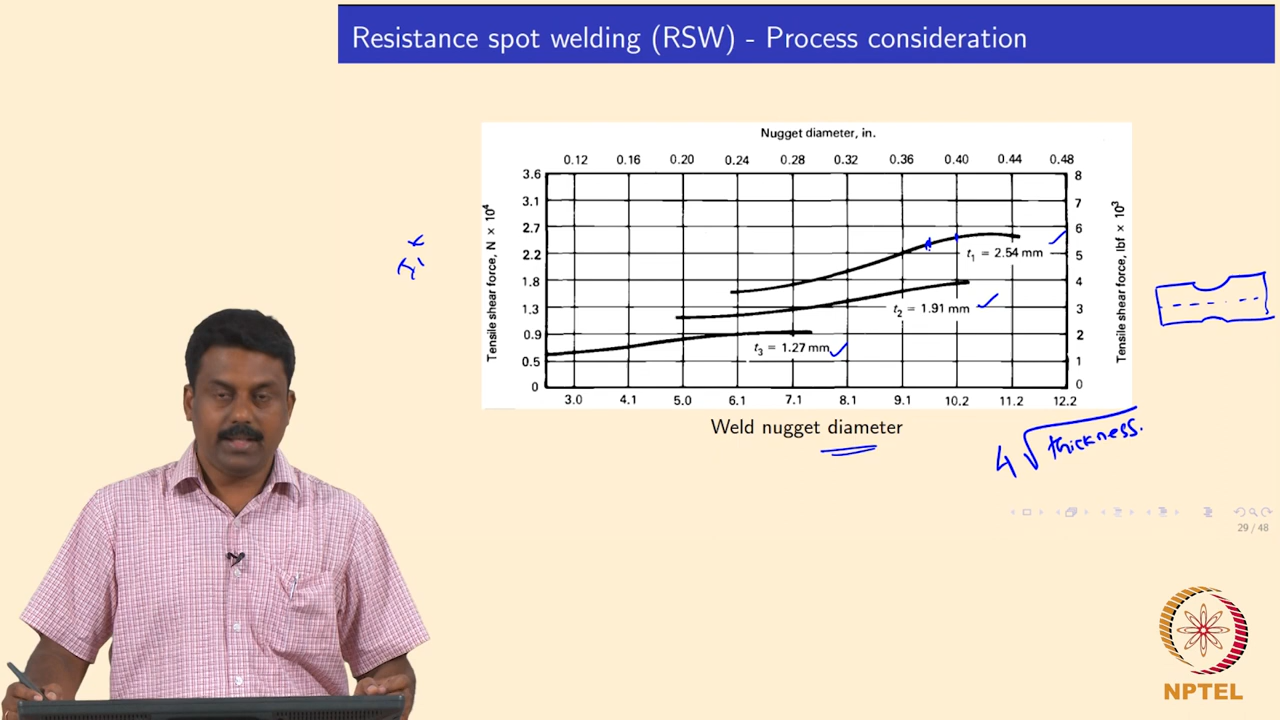 Resistance spot welding (RSW) - Process consideration
Nugget diameter, in.
0.12 0.16 0.20 0.24 0.28 0.32 0.36 0.40 0.44 0.48
Tensile shear force, N × 10⁴
3.6
3.1
2.7
2.2
1.8
1.3
0.9
0.5
0
8
7
6
5
4
3
2
1
0
Tensile shear force, lbf × 10³
t₁ = 2.54 mm
t₂ = 1.91 mm
t₃ = 1.27 mm
3.0 4.1 5.0 6.1 7.1 8.1 9.1 10.2 11.2 12.2
Weld nugget diameter
4√thickness.
29 / 48
NPTEL